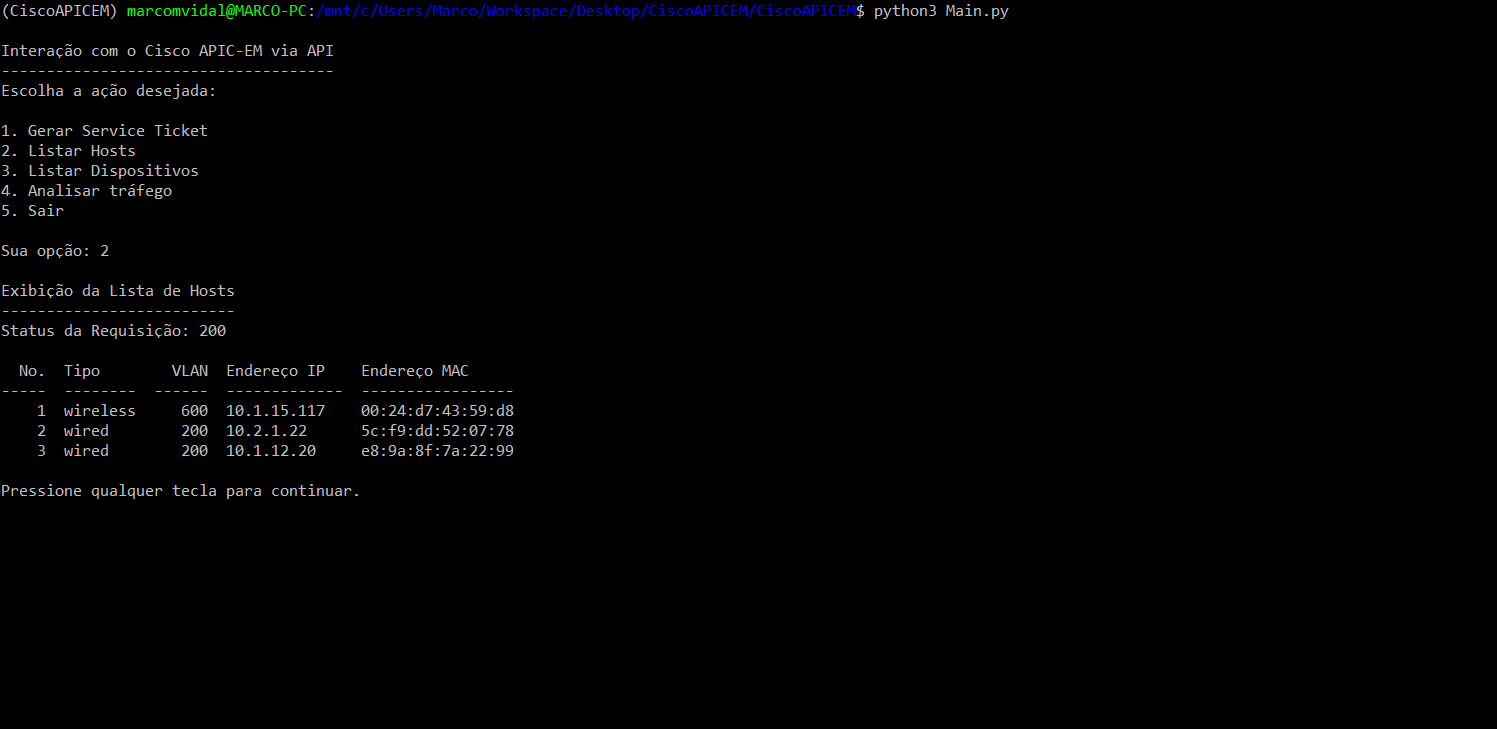 (CiscoAPICEM) marcomvidal@MARCO-PC:/mnt/c/Users/Marco/Workspace/Desktop/CiscoAPICEM/CiscoAPICEM$ python3 Main.py
Interação com o Cisco APIC-EM via API
-------------------------------------
Escolha a ação desejada:
1. Gerar Service Ticket
2. Listar Hosts
3. Listar Dispositivos
4. Analisar tráfego
5. Sair
Sua opção: 2
Exibição da Lista de Hosts
--------------------------
Status da Requisição: 200
  No.  Tipo        VLAN  Endereço IP    Endereço MAC
-----  --------  ------  -------------  -----------------
    1  wireless     600  10.1.15.117    00:24:d7:43:59:d8
    2  wired        200  10.2.1.22      5c:f9:dd:52:07:78
    3  wired        200  10.1.12.20     e8:9a:8f:7a:22:99
Pressione qualquer tecla para continuar.